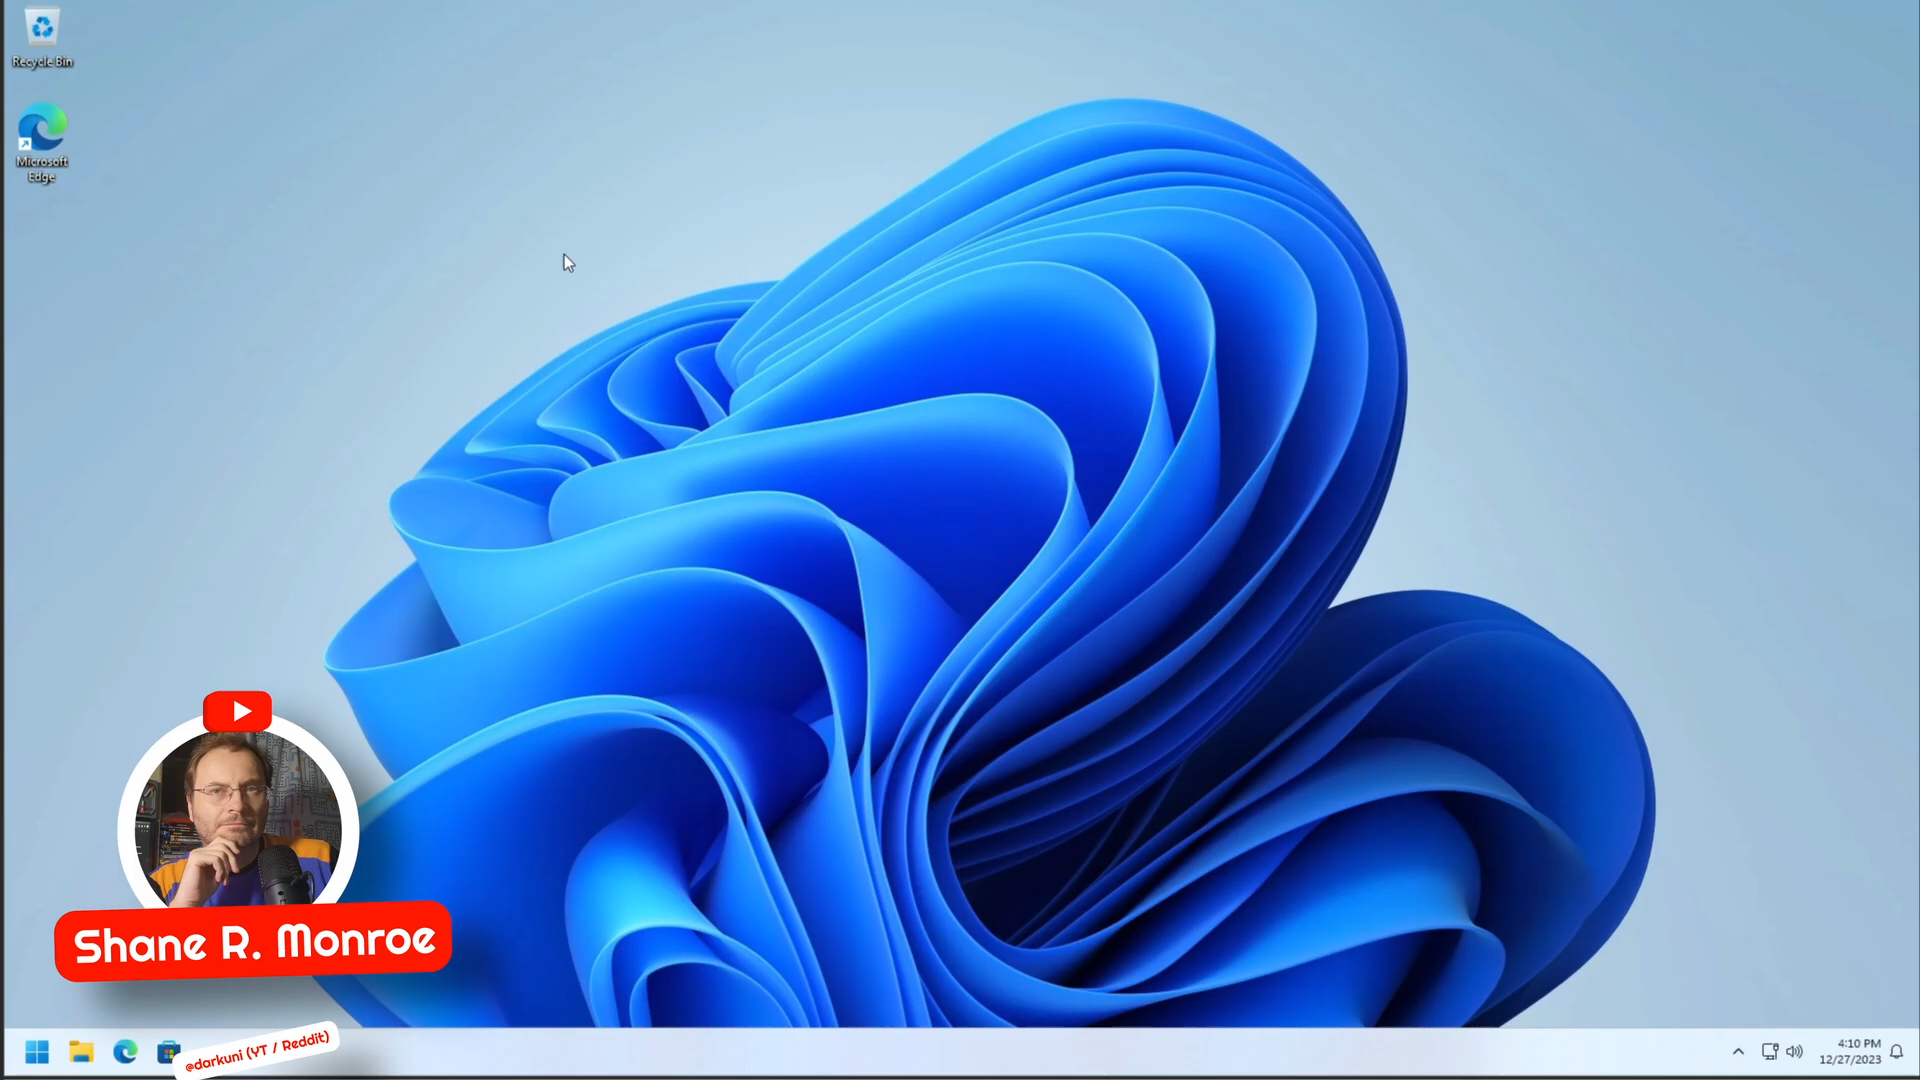 Recycle Bin
Microsoft
Edge
Shane R. Monroe
@darkuni (YT / Reddit)
4:10 PM
12/27/2023